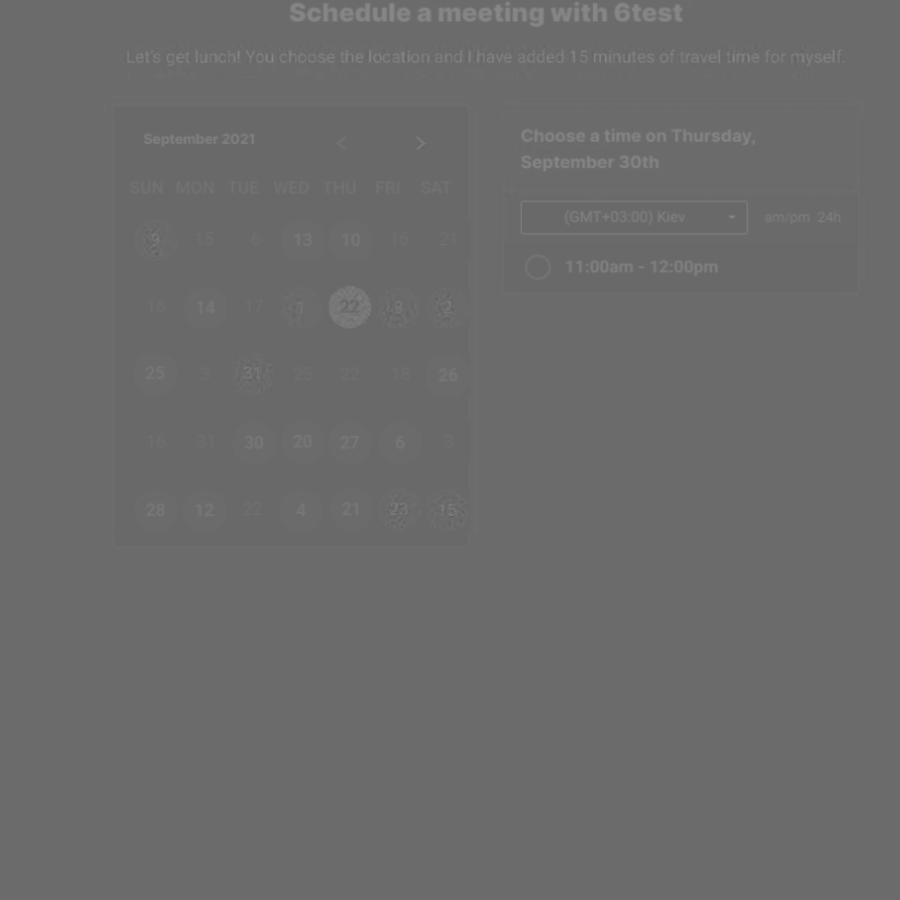 Schedule a meeting with 6test
Let's get lunch! You choose the location and I have added 15 minutes of travel time for myself.
September 2021
SUN MON TUE WED THU FRI SAT
9 15 6 13 10 16 21
16 14 17 1 22 8 2
25 3 31 25 22 18 26
16 31 30 20 27 6 3
28 12 22 4 21 23 15
Choose a time on Thursday,
September 30th
(GMT+03:00) Kiev am/pm 24h
11:00am - 12:00pm